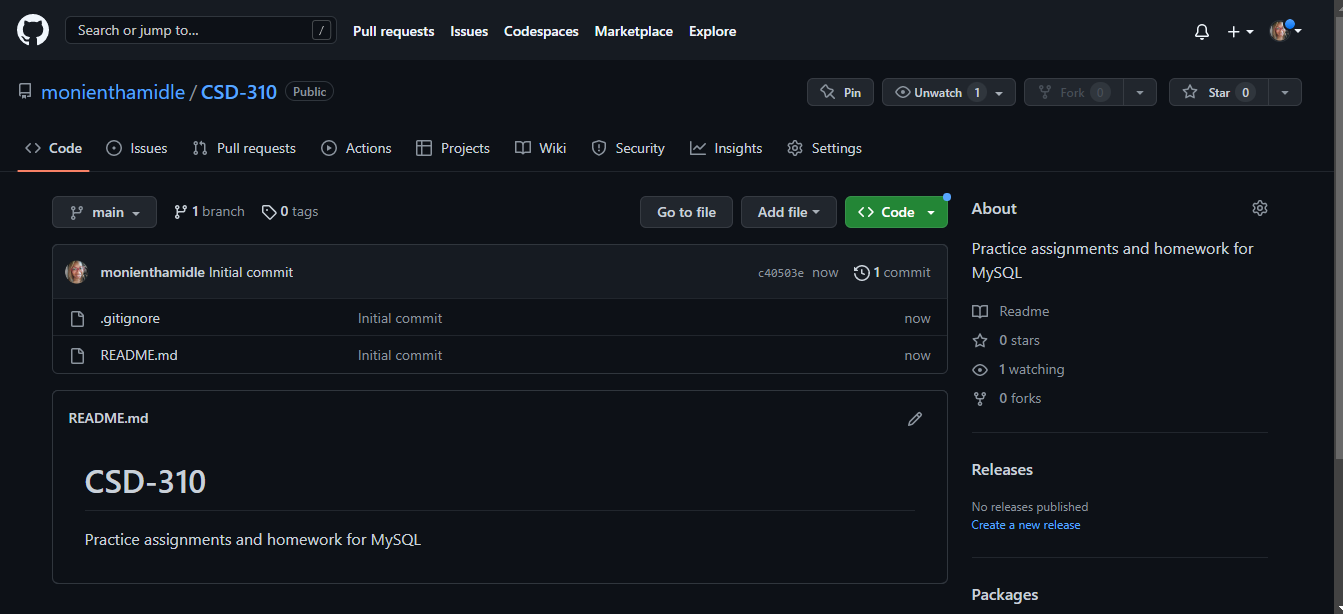 Search or jump to... / Pull requests Issues Codespaces Marketplace Explore
monienthamidle / CSD-310 Public Pin Unwatch 1 Fork 0 Star 0
Code Issues Pull requests Actions Projects Wiki Security Insights Settings
main 1 branch 0 tags Go to file Add file Code
monienthamidle Initial commit c40503e now 1 commit
.gitignore Initial commit now
README.md Initial commit now
README.md
CSD-310
Practice assignments and homework for MySQL
About
Practice assignments and homework for
MySQL
Readme
0 stars
1 watching
0 forks
Releases
No releases published
Create a new release
Packages